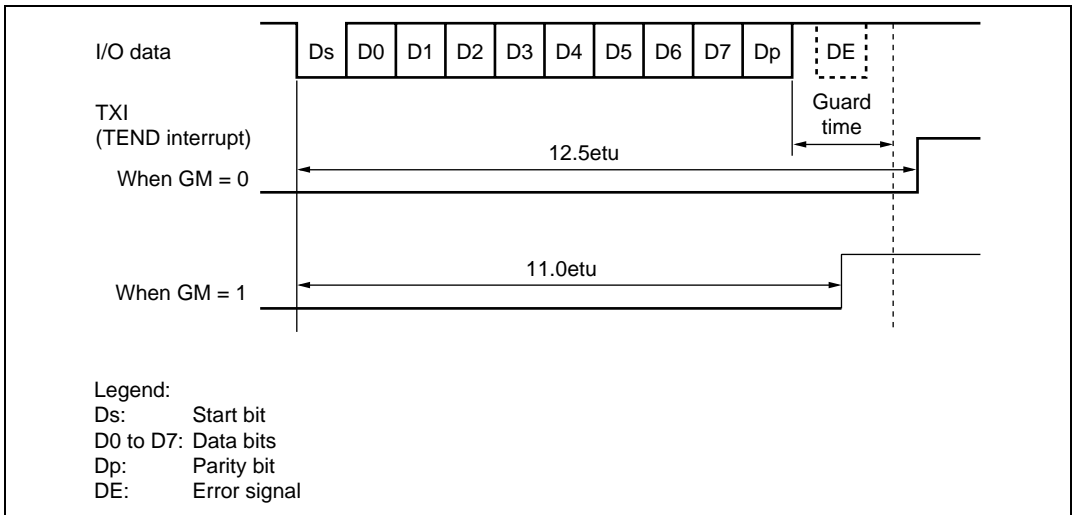 I/O data
Ds D0 D1 D2 D3 D4 D5 D6 D7 Dp DE
Guard
time
TXI
(TEND interrupt)
12.5etu
When GM = 0
11.0etu
When GM = 1
Legend:
Ds: Start bit
D0 to D7: Data bits
Dp: Parity bit
DE: Error signal